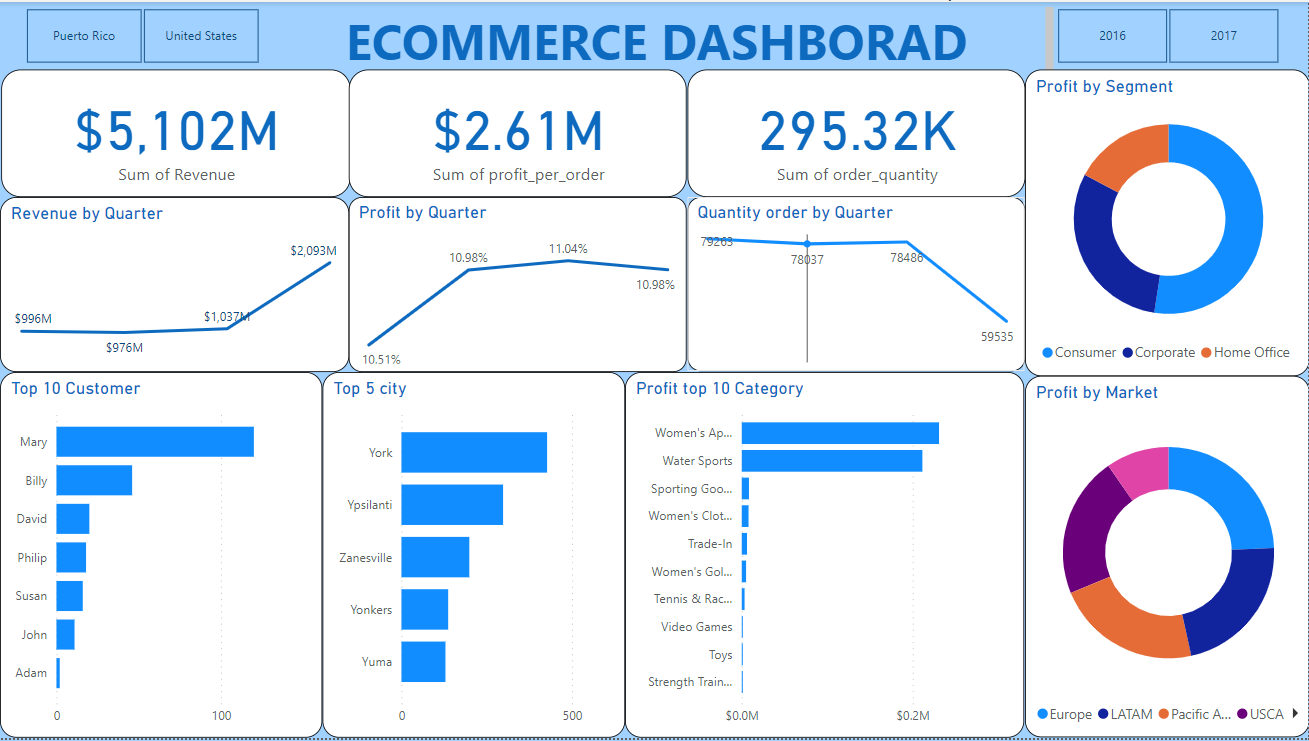 Puerto Rico
United States
ECOMMERCE DASHBORAD
2016
2017
$5,102M
Sum of Revenue
$2.61M
Sum of profit_per_order
295.32K
Sum of order_quantity
Profit by Segment
Consumer
Corporate
Home Office
Revenue by Quarter
$996M
$976M
$1,037M
$2,093M
Profit by Quarter
10.51%
10.98%
11.04%
10.98%
Quantity order by Quarter
79263
78037
78486
59535
Top 10 Customer
Mary
Billy
David
Philip
Susan
John
Adam
0
100
Top 5 city
York
Ypsilanti
Zanesville
Yonkers
Yuma
0
500
Profit top 10 Category
Women's Ap...
Water Sports
Sporting Goo...
Women's Clot...
Trade-In
Women's Gol...
Tennis & Rac...
Video Games
Toys
Strength Train...
$0.0M
$0.2M
Profit by Market
Europe
LATAM
Pacific A...
USCA